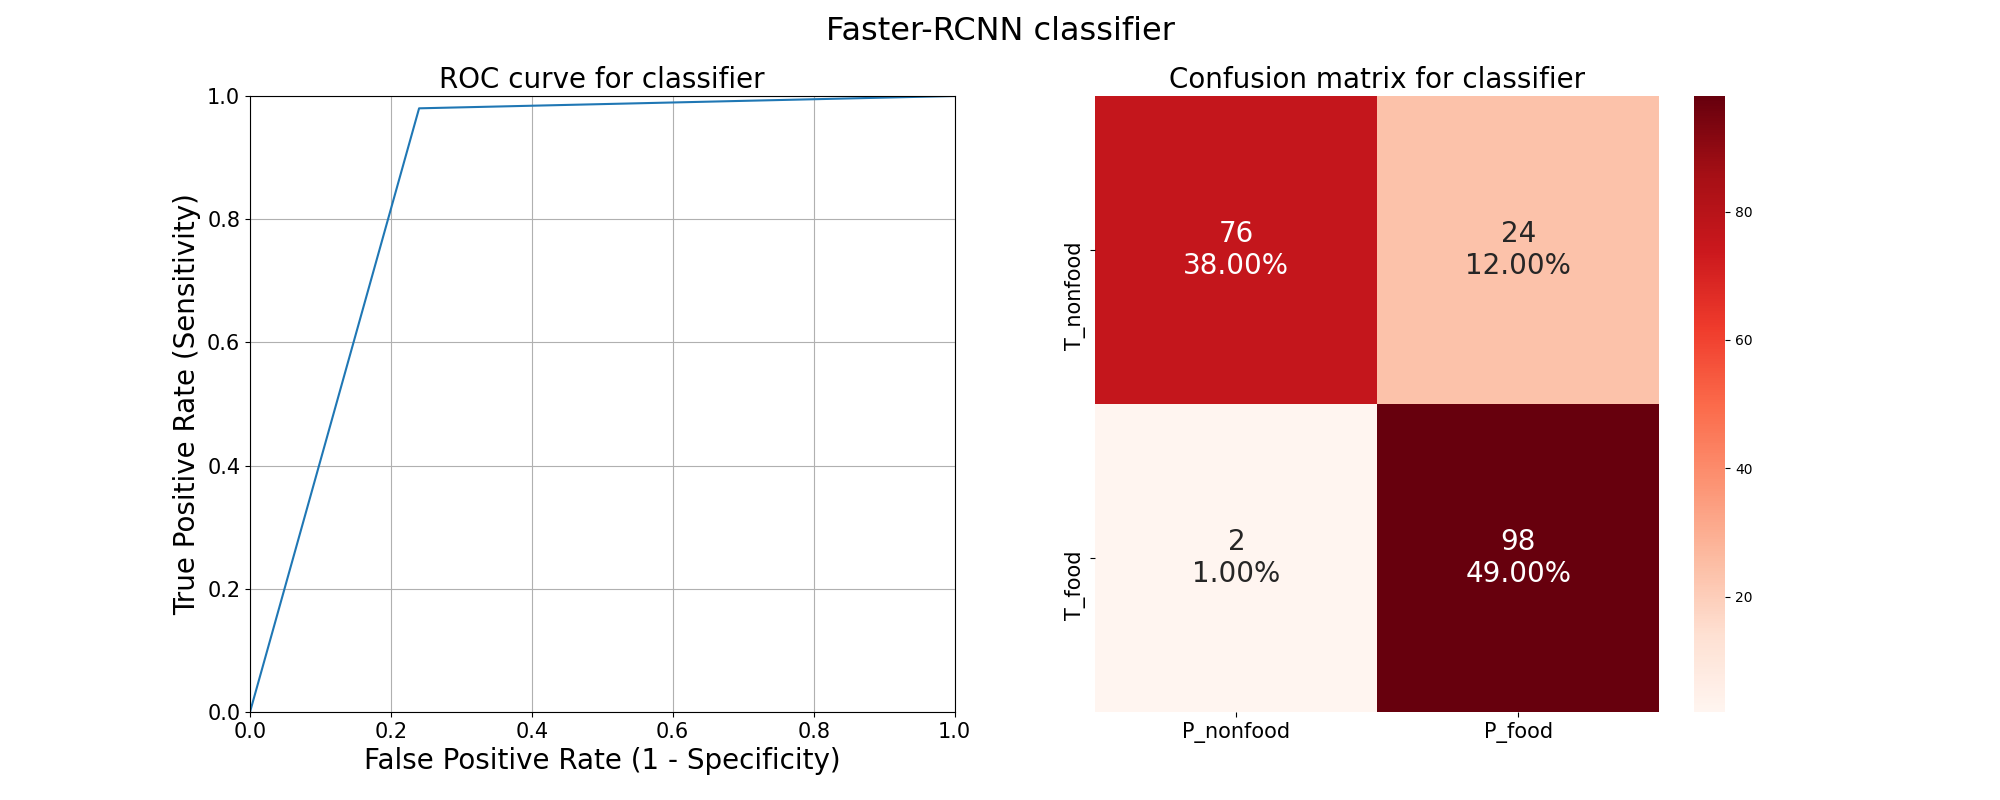 Faster-RCNN classifier
ROC curve for classifier
1.0
0.8
0.6
0.4
0.2
0.0
0.0 0.2 0.4 0.6 0.8 1.0
True Positive Rate (Sensitivity)
False Positive Rate (1 - Specificity)
Confusion matrix for classifier
T_nonfood
T_food
76
38.00%
24
12.00%
2
1.00%
98
49.00%
P_nonfood P_food
80
60
40
20